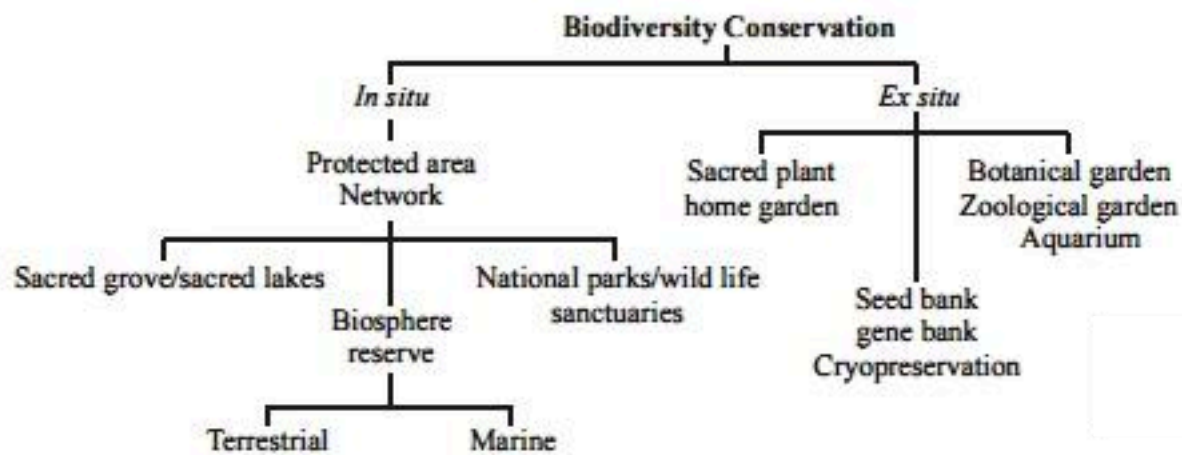 Biodiversity Conservation
In situ
Ex situ
Protected area
Network
Sacred plant
home garden
Botanical garden
Zoological garden
Aquarium
Sacred grove/sacred lakes
National parks/wild life
sanctuaries
Biosphere
reserve
Seed bank
gene bank
Cryopreservation
Terrestrial
Marine